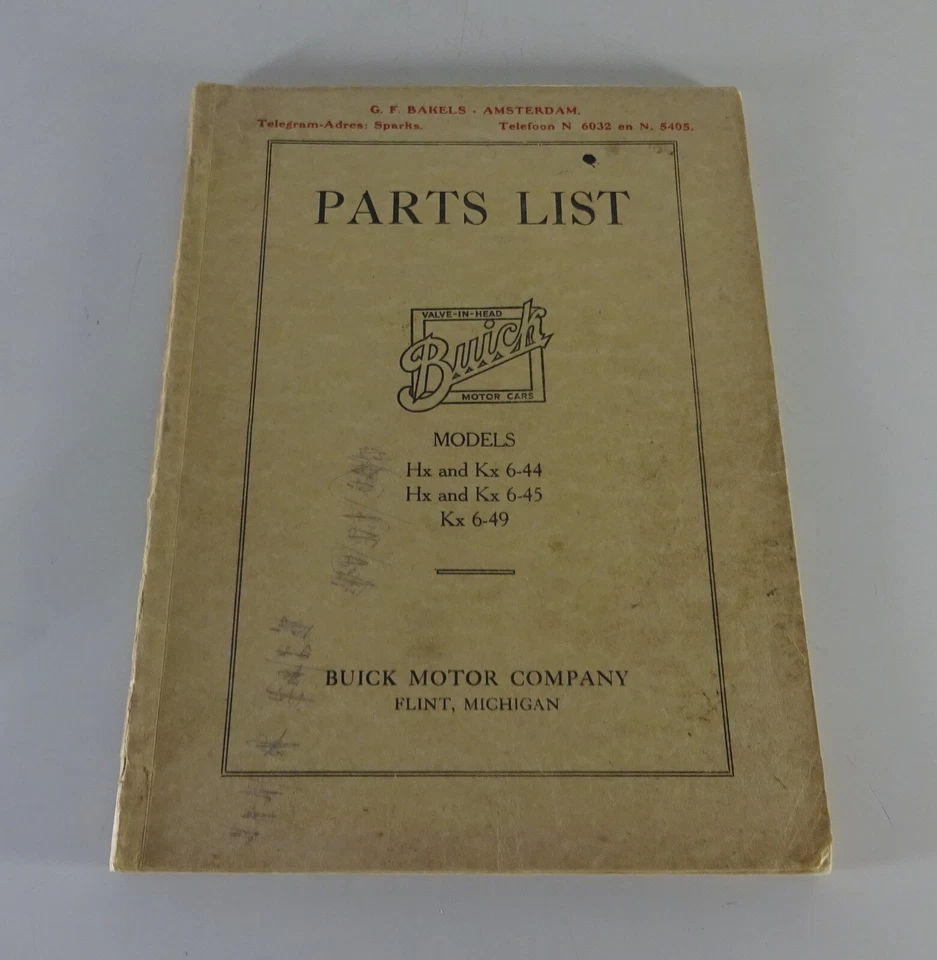 G. F. BAKELS - AMSTERDAM.
Telegram-Adres: Sparks. Telefoon N 6032 en N. 5405.
PARTS LIST
VALVE-IN-HEAD
Buick
MOTOR CARS
MODELS
Hx and Kx 6-44
Hx and Kx 6-45
Kx 6-49
BUICK MOTOR COMPANY
FLINT, MICHIGAN